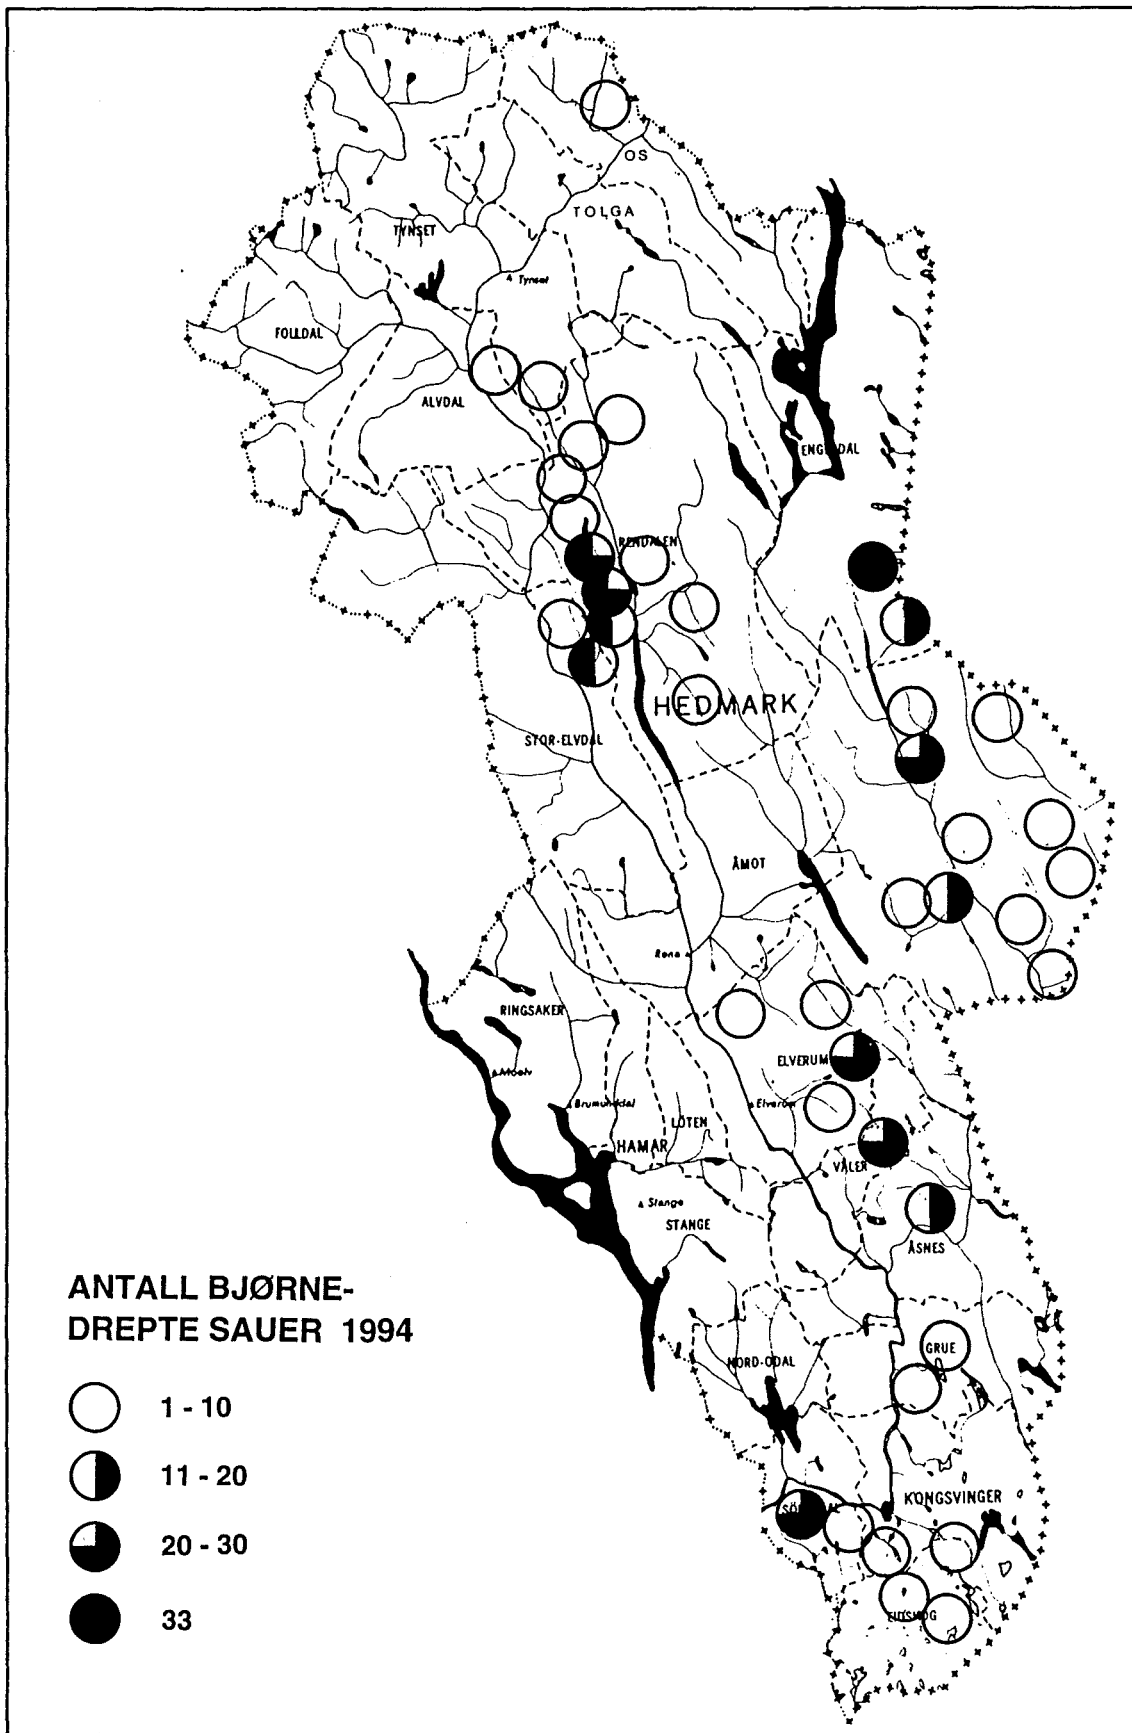 OS
TOLGA
TYNSET
Tynset
FOLLDAL
ALVDAL
ENGERDAL
RENDALEN
HEDMARK
STOR-ELVDAL
ÅMOT
Rena
RINGSAKER
Moelv
ELVERUM
Brumunddal
Elverum
LÖTEN
HAMAR
VÅLER
Stange
STANGE
ÅSNES
ANTALL BJØRNE-
DREPTE SAUER 1994
GRUE
NORD-ODAL
1 - 10
11 - 20
KONGSVINGER
20 - 30
33
EIDSKOG